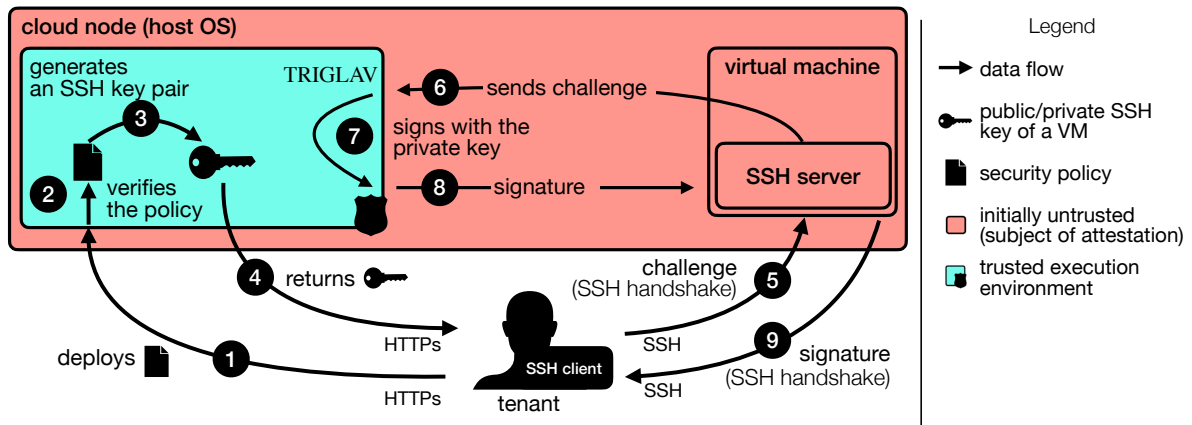 cloud node (host OS)
generates
an SSH key pair
TRIGLAV
3
2
verifies
the policy
6
sends challenge
7
signs with the
private key
8
signature
virtual machine
SSH server
4
returns
challenge
(SSH handshake)
5
HTTPs
SSH
deploys
1
HTTPs
SSH client
tenant
9
signature
(SSH handshake)
SSH
Legend
data flow
public/private SSH
key of a VM
security policy
initially untrusted
(subject of attestation)
trusted execution
environment